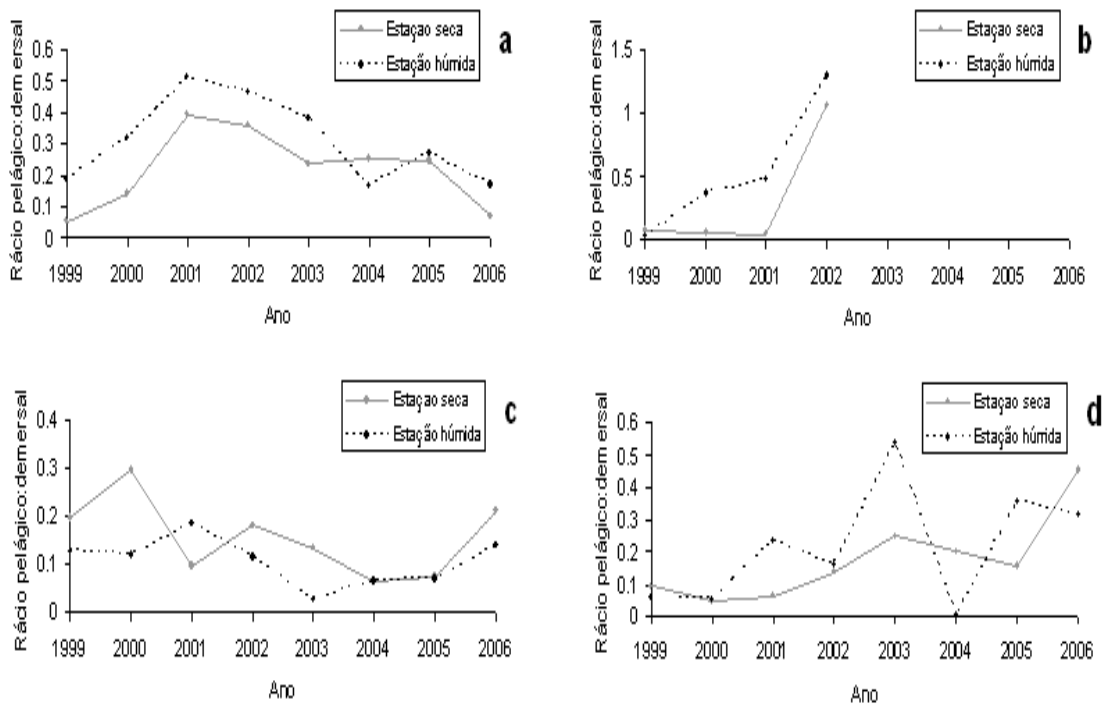 a
Estaçao seca
Estação húmida
Rácio pelágico:demersal
0.6
0.5
0.4
0.3
0.2
0.1
0
1999 2000 2001 2002 2003 2004 2005 2006
Ano
b
Estaçao seca
Estação húmida
Rácio pelágico:demersal
1.5
1
0.5
0
1999 2000 2001 2002 2003 2004 2005 2006
Ano
c
Estaçao seca
Estação húmida
Rácio pelágico:demersal
0.4
0.3
0.2
0.1
0
1999 2000 2001 2002 2003 2004 2005 2006
Ano
d
Estaçao seca
Estação húmida
Rácio pelágico:demersal
0.6
0.5
0.4
0.3
0.2
0.1
0
1999 2000 2001 2002 2003 2004 2005 2006
Ano